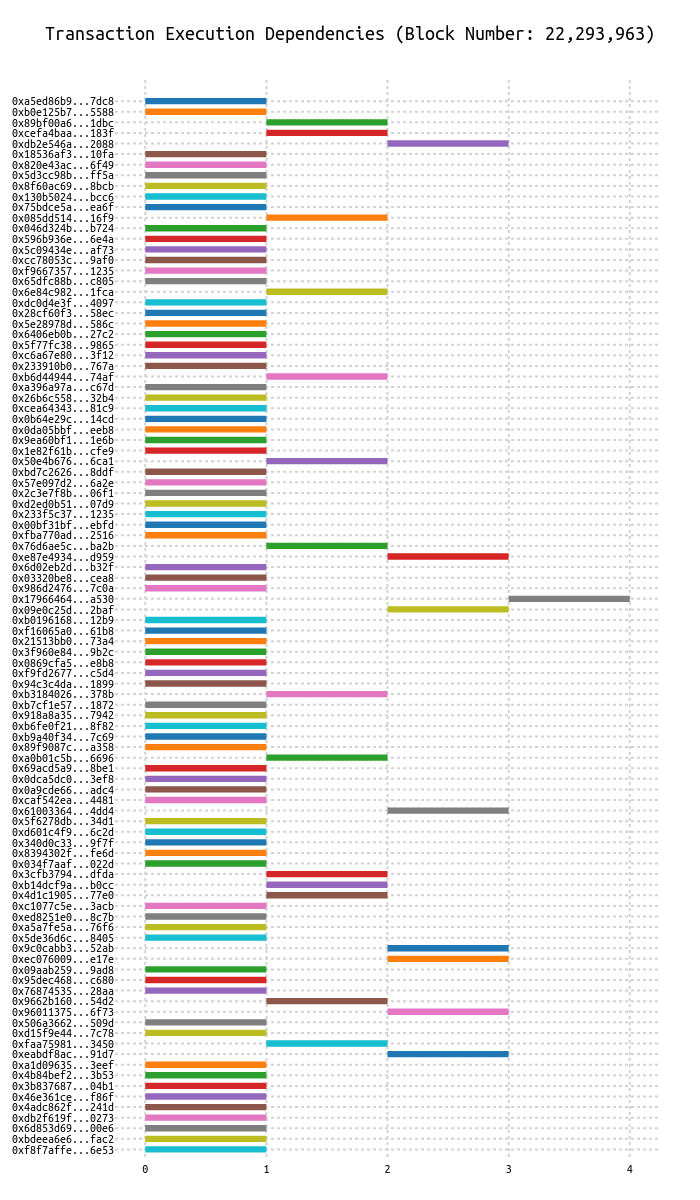 Transaction Execution Dependencies (Block Number: 22,293,963)
0xa5ed86b9...7dc8
0xb0e125b7...5588
0x89bf00a6...1dbc
0xcefa4baa...183f
0xdb2e546a...2088
0x18536af3...10fa
0x820e43ac...6f49
0x5d3cc98b...ff5a
0x8f60ac69...8bcb
0x130b5024...bcc6
0x75bdce5a...ea6f
0x085dd514...16f9
0x046d324b...b724
0x596b936e...6e4a
0x5c09434e...af73
0xcc78053c...9af0
0xf9667357...1235
0x65dfc88b...c805
0x6e84c982...1fca
0xdc0d4e3f...4097
0x28cf60f3...58ec
0x5e28978d...586c
0x6406eb0b...27c2
0x5f77fc38...9865
0xc6a67e80...3f12
0x233910b0...767a
0xb6d44944...74af
0xa396a97a...c67d
0x26b6c558...32b4
0xcea64343...81c9
0x0b64e29c...14cd
0x0da05bbf...eeb8
0x9ea60bf1...1e6b
0x1e82f61b...cfe9
0x50e4b676...6ca1
0xbd7c2626...8ddf
0x57e097d2...6a2e
0x2c3e7f8b...06f1
0xd2ed0b51...07d9
0x233f5c37...1235
0x00bf31bf...ebfd
0xfba770ad...2516
0x76d6ae5c...ba2b
0xe87e4934...d959
0x6d02eb2d...b32f
0x03320be8...cea8
0x986d2476...7c0a
0x17966464...a530
0x09e0c25d...2baf
0xb0196168...12b9
0xf16065a0...61b8
0x21513bb0...73a4
0x3f960e84...9b2c
0x0869cfa5...e8b8
0xf9fd2677...c5d4
0x94c3c4da...1899
0xb3184026...378b
0xb7cf1e57...1872
0x918a8a35...7942
0xb6fe0f21...8f82
0xb9a40f34...7c69
0x89f9087c...a358
0xa0b01c5b...6696
0x69acd5a9...8be1
0x0dca5dc0...3ef8
0x0a9cde66...adc4
0xcaf542ea...4481
0x61003364...4dd4
0x5f6278db...34d1
0xd601c4f9...6c2d
0x340d0c33...9f7f
0x8394302f...fe6d
0x034f7aaf...022d
0x3cfb3794...dfda
0xb14dcf9a...b0cc
0x4d1c1905...77e0
0xc1077c5e...3acb
0xed8251e0...8c7b
0xa5a7fe5a...76f6
0x5de36d6c...8405
0x9c0cabb3...52ab
0xec076009...e17e
0x09aab259...9ad8
0x95dec468...c680
0x76874535...28aa
0x9662b160...54d2
0x96011375...6f73
0x506a3662...509d
0xd15f9e44...7c78
0xfaa75981...3450
0xeabdf8ac...91d7
0xa1d09635...3eef
0x4b84bef2...3b53
0x3b837687...04b1
0x46e361ce...f86f
0x4adc862f...241d
0xdb2f619f...0273
0x6d853d69...00e6
0xbdeea6e6...fac2
0xf8f7affe...6e53
0 1 2 3 4